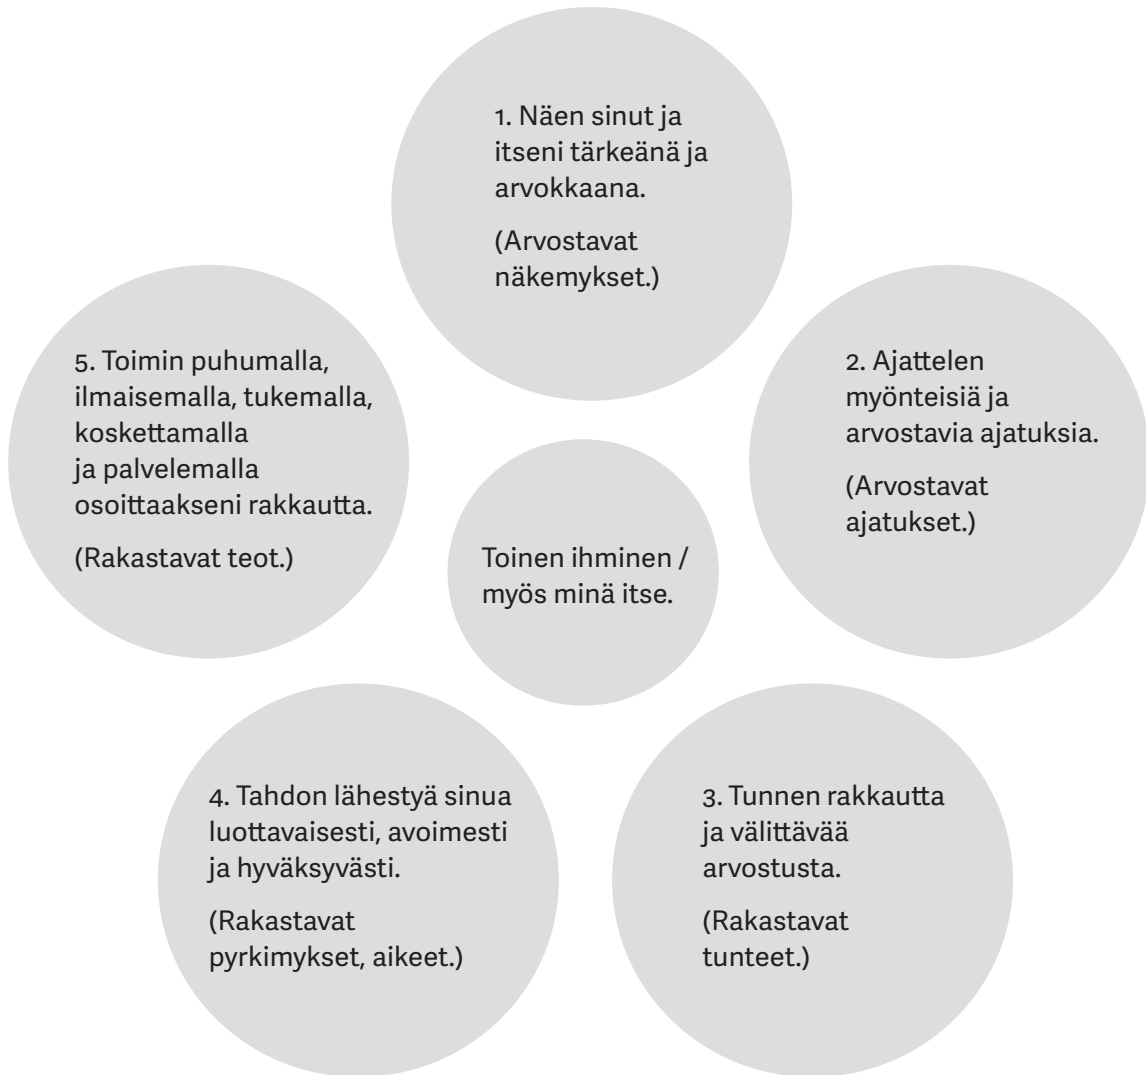 1. Näen sinut ja
itseni tärkeänä ja
arvokkaana.
(Arvostavat
näkemykset.)
2. Ajattelen
myönteisiä ja
arvostavia ajatuksia.
(Arvostavat
ajatukset.)
3. Tunnen rakkautta
ja välittävää
arvostusta.
(Rakastavat
tunteet.)
4. Tahdon lähestyä sinua
luottavaisesti, avoimesti
ja hyväksyvästi.
(Rakastavat
pyrkimykset, aikeet.)
5. Toimin puhumalla,
ilmaisemalla, tukemalla,
koskettamalla
ja palvelemalla
osoittaakseni rakkautta.
(Rakastavat teot.)
Toinen ihminen /
myös minä itse.